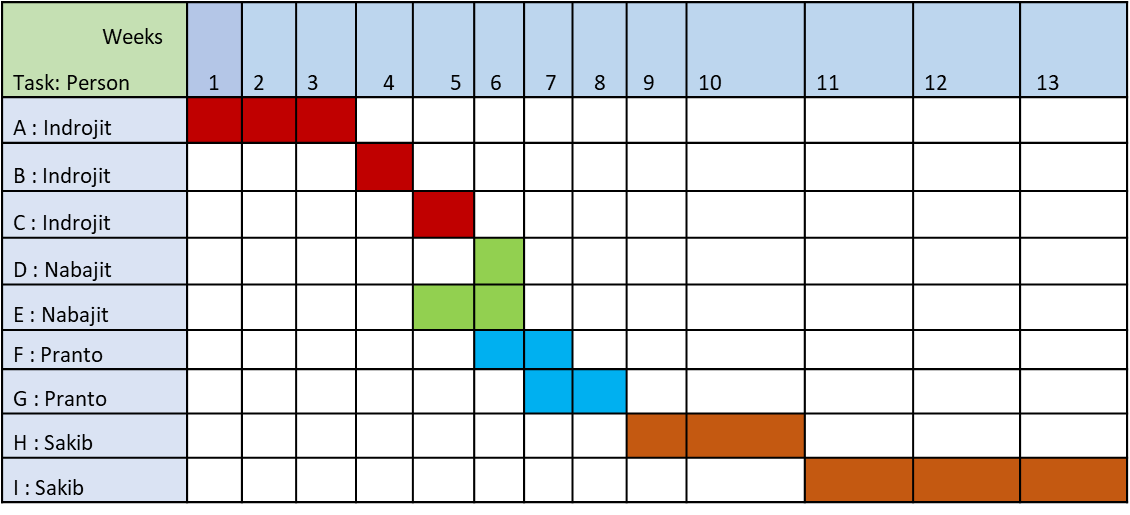 Weeks
Task: Person 1 2 3 4 5 6 7 8 9 10 11 12 13
A : Indrojit
B : Indrojit
C : Indrojit
D : Nabajit
E : Nabajit
F : Pranto
G : Pranto
H : Sakib
I : Sakib